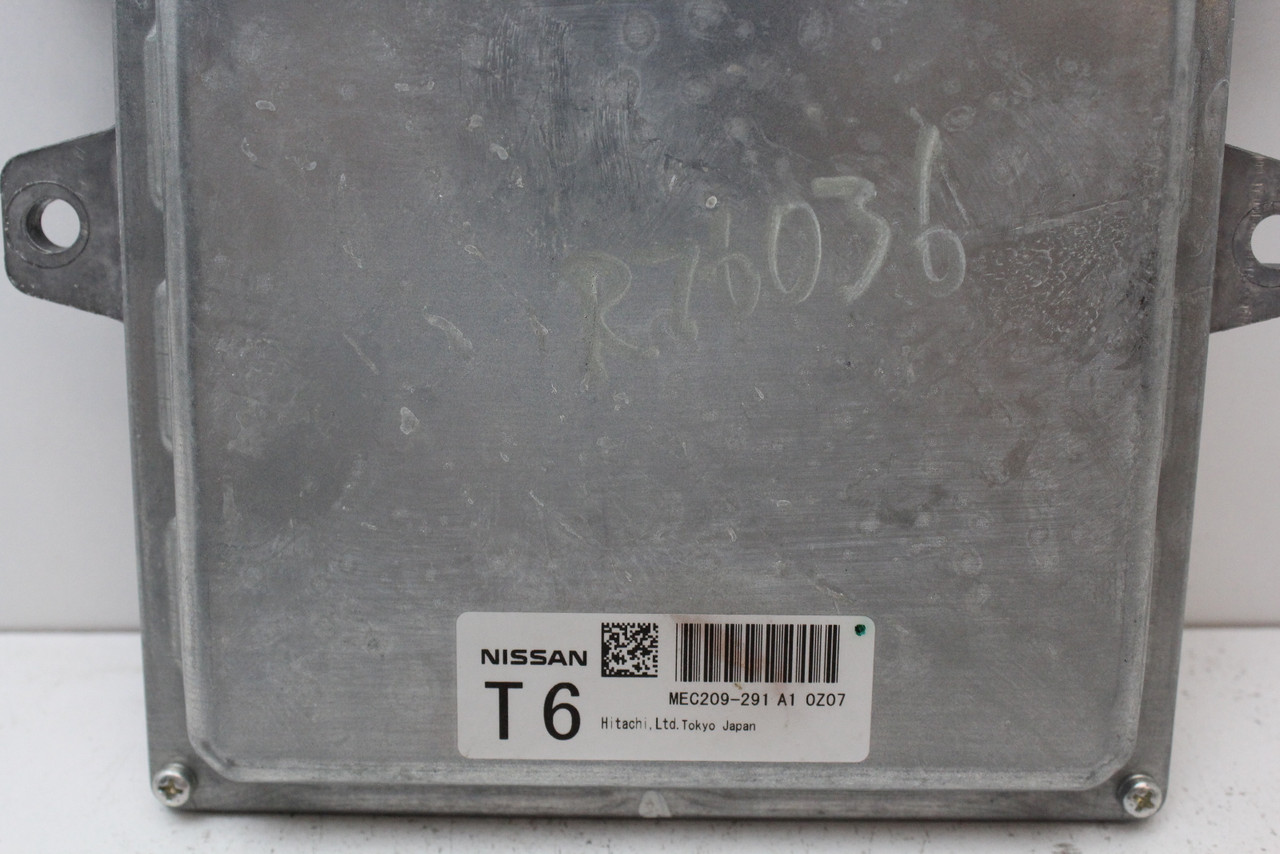 R76036
NISSAN
T6
MEC209-291 A1 0Z07
Hitachi,Ltd.Tokyo Japan